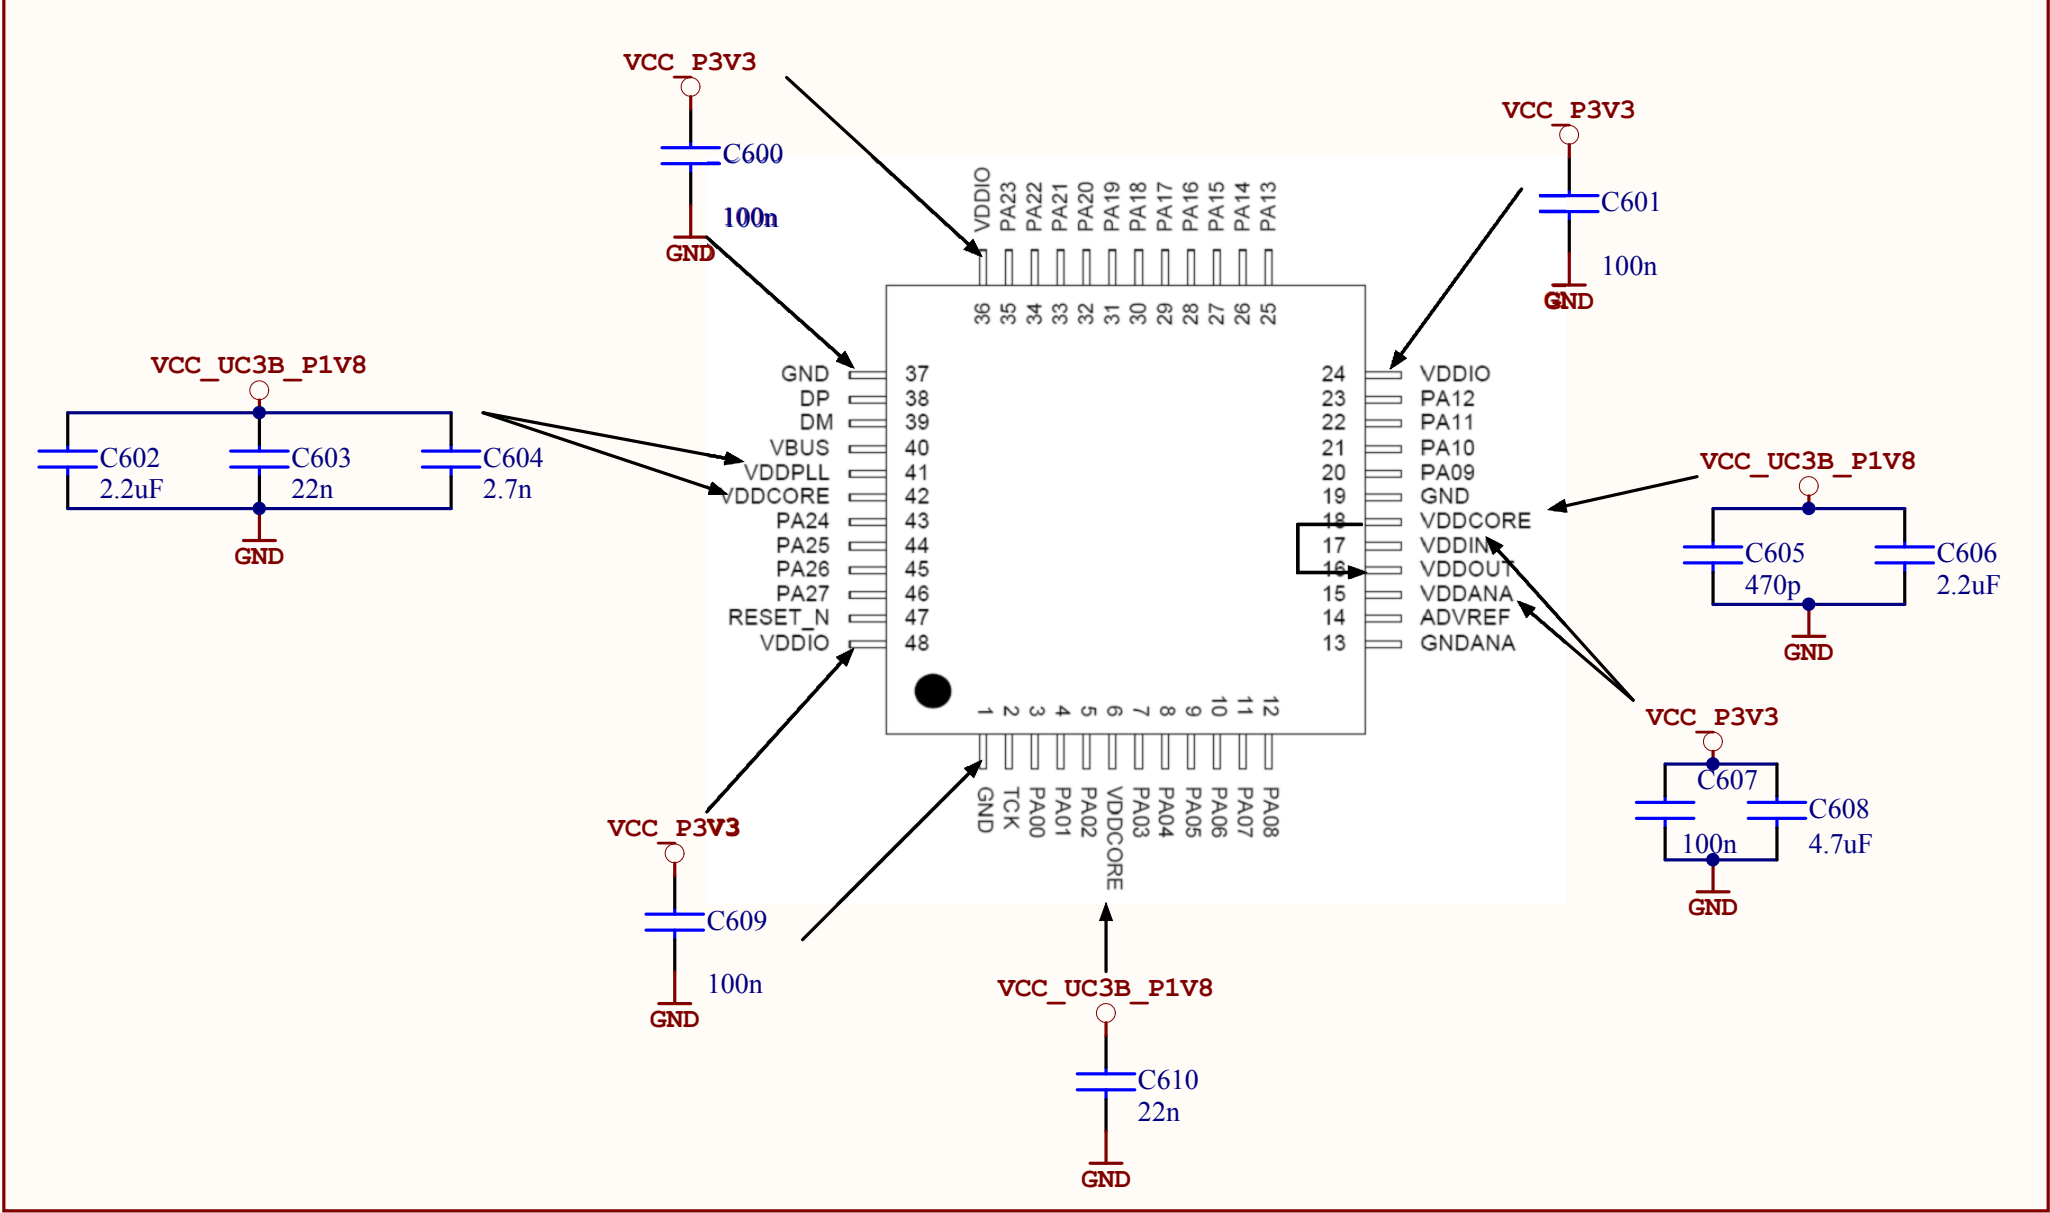 VCC_P3V3
C600
100n
GND
VCC_P3V3
C601
100n
GND
VCC_UC3B_P1V8
C602
2.2uF
C603
22n
C604
2.7n
GND
VDDIO
PA23
PA22
PA21
PA20
PA19
PA18
PA17
PA16
PA15
PA14
PA13
36
35
34
33
32
31
30
29
28
27
26
25
GND 37
DP 38
DM 39
VBUS 40
VDDPLL 41
VDDCORE 42
PA24 43
PA25 44
PA26 45
PA27 46
RESET_N 47
VDDIO 48
24 VDDIO
23 PA12
22 PA11
21 PA10
20 PA09
19 GND
18 VDDCORE
17 VDDIN
16 VDDOUT
15 VDDANA
14 ADVREF
13 GNDANA
1
2
3
4
5
6
7
8
9
10
11
12
GND
TCK
PA00
PA01
PA02
VDDCORE
PA03
PA04
PA05
PA06
PA07
PA08
VCC_UC3B_P1V8
C605
470p
C606
2.2uF
GND
VCC_P3V3
C607
100n
C608
4.7uF
GND
VCC_P3V3
C609
100n
GND
VCC_UC3B_P1V8
C610
22n
GND